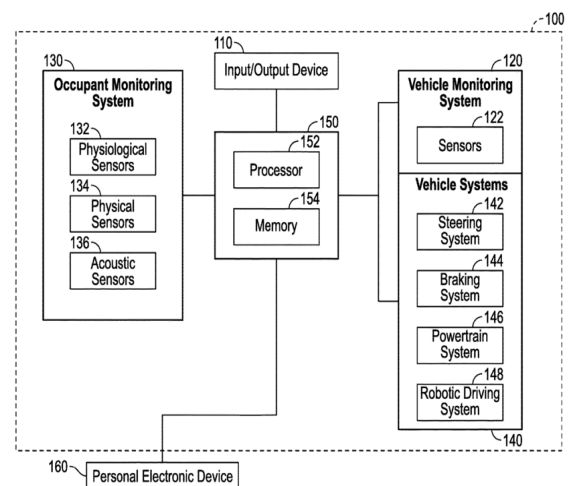 100
130
Occupant Monitoring
System
132
Physiological
Sensors
134
Physical
Sensors
136
Acoustic
Sensors
110
Input/Output Device
150
152
Processor
154
Memory
120
Vehicle Monitoring
System
122
Sensors
Vehicle Systems
142
Steering
System
144
Braking
System
146
Powertrain
System
148
Robotic Driving
System
140
160
Personal Electronic Device